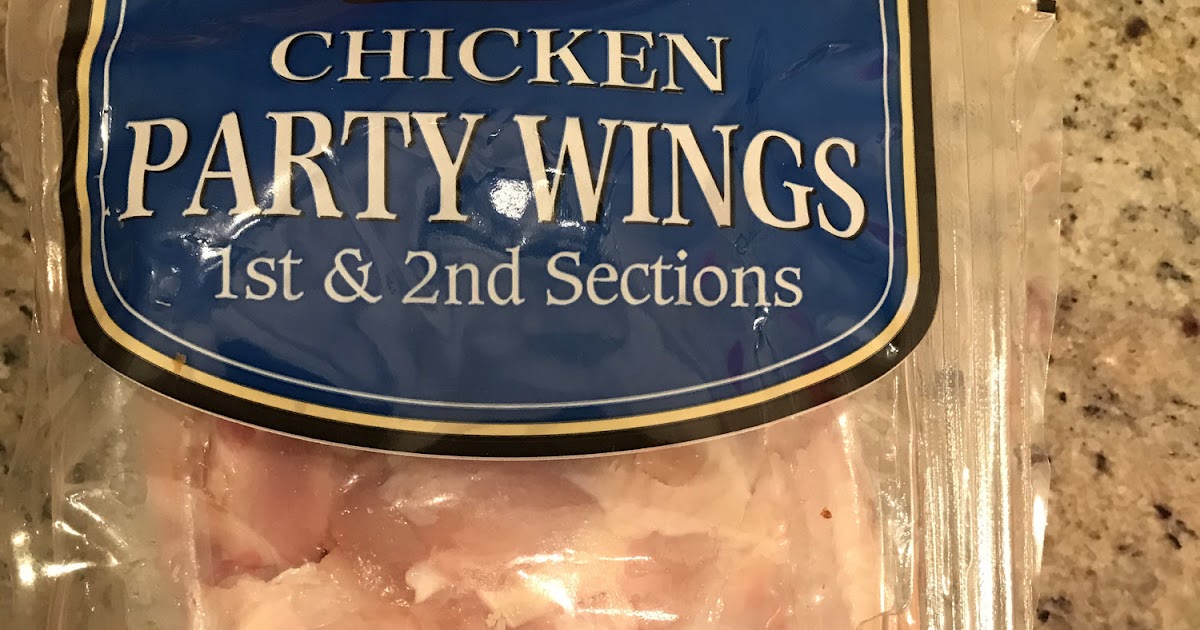 CHICKEN
PARTY WINGS
1st & 2nd Sections